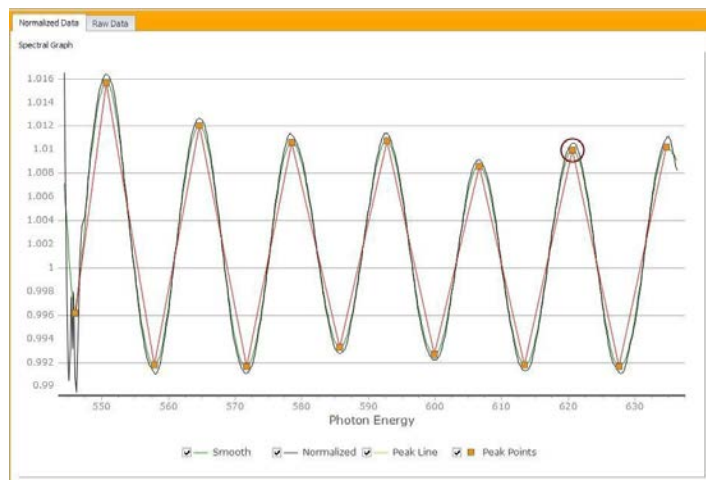 Normalized Data Raw Data
Spectral Graph
1.016
1.014
1.012
1.01
1.008
1.006
1.004
1.002
1
0.998
0.996
0.994
0.992
0.99
550 560 570 580 590 600 610 620 630
Photon Energy
Smooth Normalized Peak Line Peak Points